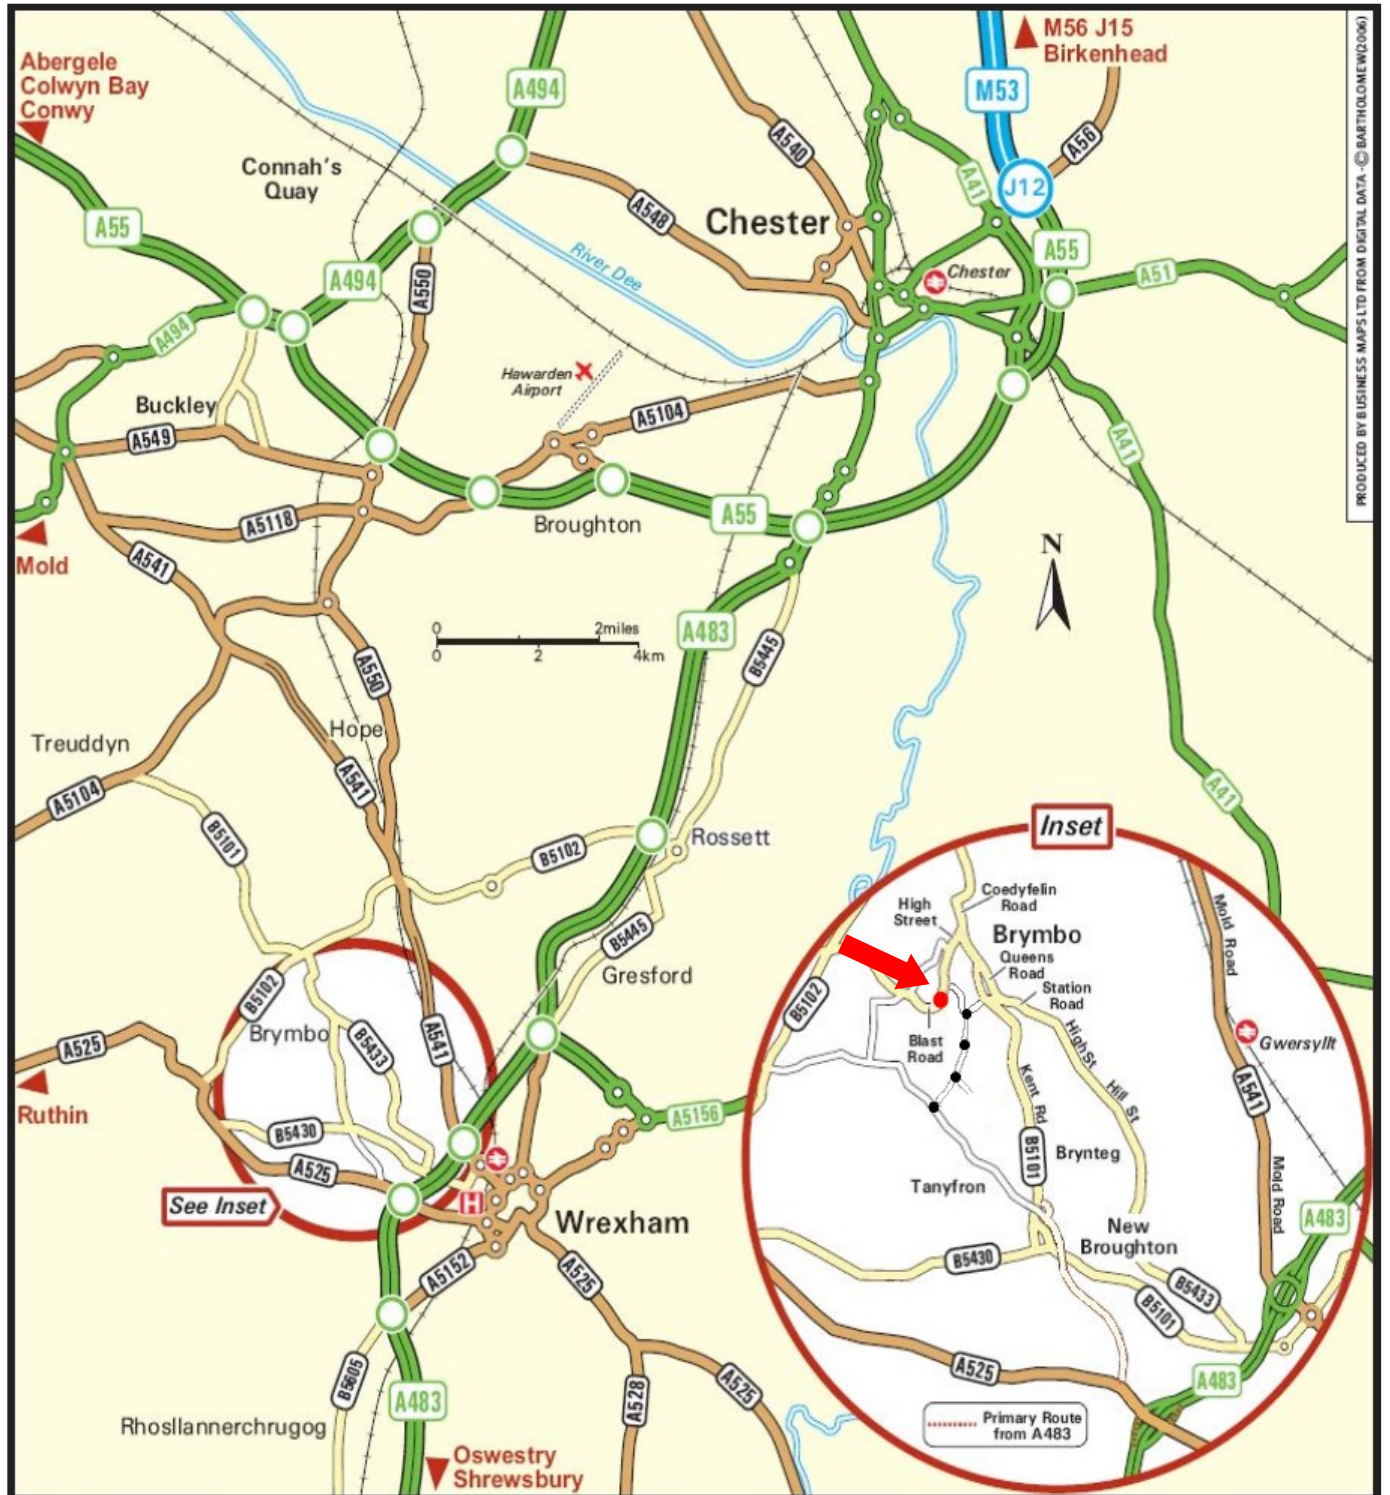 M56 J15
Birkenhead
Abergele
Colwyn Bay
Conwy
A494
M53
A540
A56
Connah's
Quay
A41
J12
A548
Chester
A55
A55
River Dee
Chester
A51
A494
A550
A494
Hawarden
Airport
Buckley
A5104
A549
A41
A5118
Broughton
A55
Mold
A541
N
0
2miles
0
2
4km
A483
B5445
A550
Hope
Treuddyn
A541
A5104
A41
B5101
Rossett
B5102
B5445
Gresford
B5102
Brymbo
A525
B5433
A541
Ruthin
A5156
B5430
A525
See Inset
H
Wrexham
A5152
A525
B5605
A483
A528
A525
Rhosllannerchrugog
Oswestry
Shrewsbury
Inset
Coedyfelin
Road
High
Street
Brymbo
Queens
Road
Station
Road
Mold Road
B5102
Blast
Road
High St
Gwersyllt
Kent Rd
Hill St
A541
B5101
Brynteg
Tanyfron
Mold Road
A483
New
Broughton
B5430
B5433
B5101
A525
A483
Primary Route
from A483
PRODUCED BY BUSINESS MAPS LTD FROM DIGITAL DATA - © BARTHOLOMEW(2006)